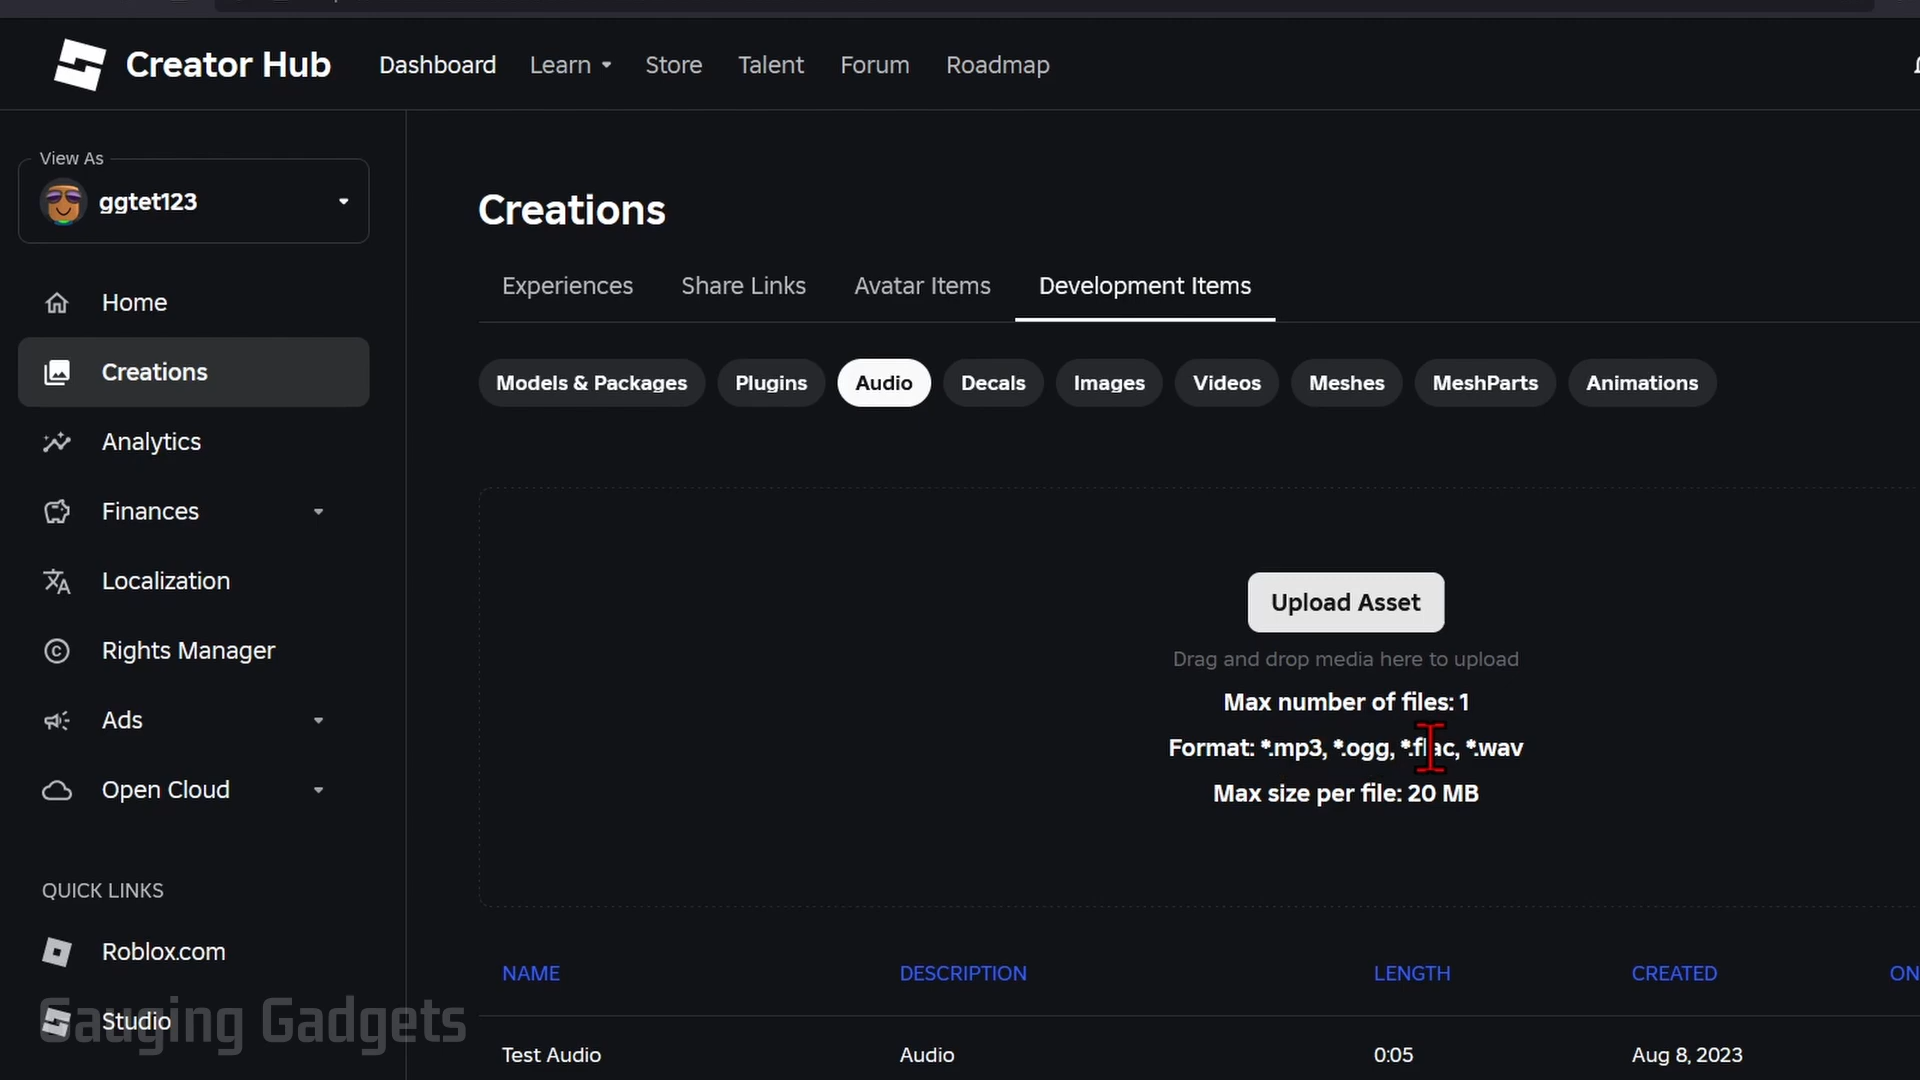 Creator Hub
Dashboard
Learn
Store
Talent
Forum
Roadmap
View As
ggtet123
Home
Creations
Analytics
Finances
Localization
Rights Manager
Ads
Open Cloud
QUICK LINKS
Roblox.com
Studio
Gauging Gadgets
Creations
Experiences
Share Links
Avatar Items
Development Items
Models & Packages
Plugins
Audio
Decals
Images
Videos
Meshes
MeshParts
Animations
Upload Asset
Drag and drop media here to upload
Max number of files: 1
Format: *.mp3, *.ogg, *.flac, *.wav
Max size per file: 20 MB
NAME DESCRIPTION LENGTH CREATED ON
Test Audio Audio 0:05 Aug 8, 2023